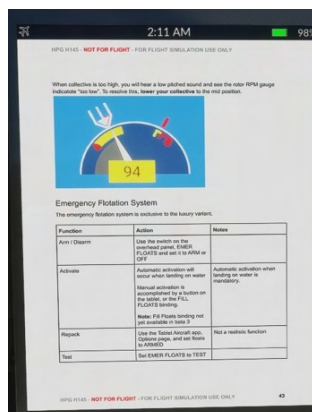 2:11 AM
98%
HPG H145 - NOT FOR FLIGHT - FOR FLIGHT SIMULATION USE ONLY
When collective is too high, you will hear a low pitched sound and see the rotor RPM gauge
indicatate "too low". To resolve this, lower your collective to the mid position.
94
Emergency Flotation System
The emergency flotation system is exclusive to the luxury variant.
Function Action Notes
Arm / Disarm Use the switch on the
overhead panel, EMER
FLOATS and set it to ARM or
OFF
Activate Automatic activation will Automatic activation when
occur when landing on water landing on water is
mandatory.
Manual activation is
accomplished by a button on
the tablet, or the FILL
FLOATS binding.
Note: Fill Floats binding not
yet available in beta 3
Repack Use the Tablet Aircraft app, Not a realistic function
Options page, and set floats
to ARMED
Test Set EMER FLOATS to TEST
HPG H145 - NOT FOR FLIGHT - FOR FLIGHT SIMULATION USE ONLY 43